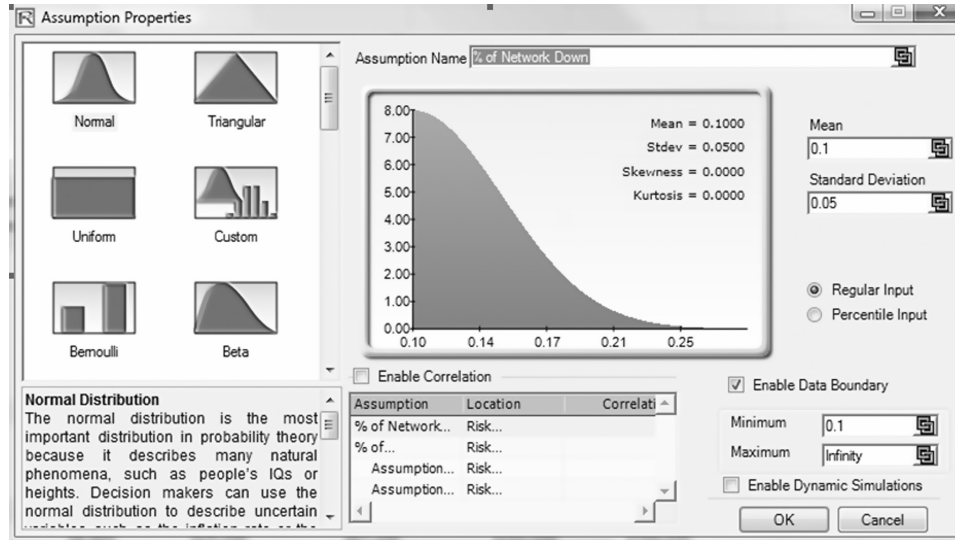 Assumption Properties
Normal
Triangular
Uniform
Custom
Bernoulli
Beta
Normal Distribution
The normal distribution is the most
important distribution in probability theory
because it describes many natural
phenomena, such as people's IQs or
heights. Decision makers can use the
normal distribution to describe uncertain
Assumption Name % of Network Down
8.00
7.00
6.00
5.00
4.00
3.00
2.00
1.00
0.00
0.10 0.14 0.17 0.21 0.25
Mean = 0.1000
Stdev = 0.0500
Skewness = 0.0000
Kurtosis = 0.0000
Mean
0.1
Standard Deviation
0.05
Regular Input
Percentile Input
Enable Correlation
Assumption Location Correlati
% of Network... Risk...
% of... Risk...
Assumption... Risk...
Assumption... Risk...
Enable Data Boundary
Minimum 0.1
Maximum Infinity
Enable Dynamic Simulations
OK Cancel